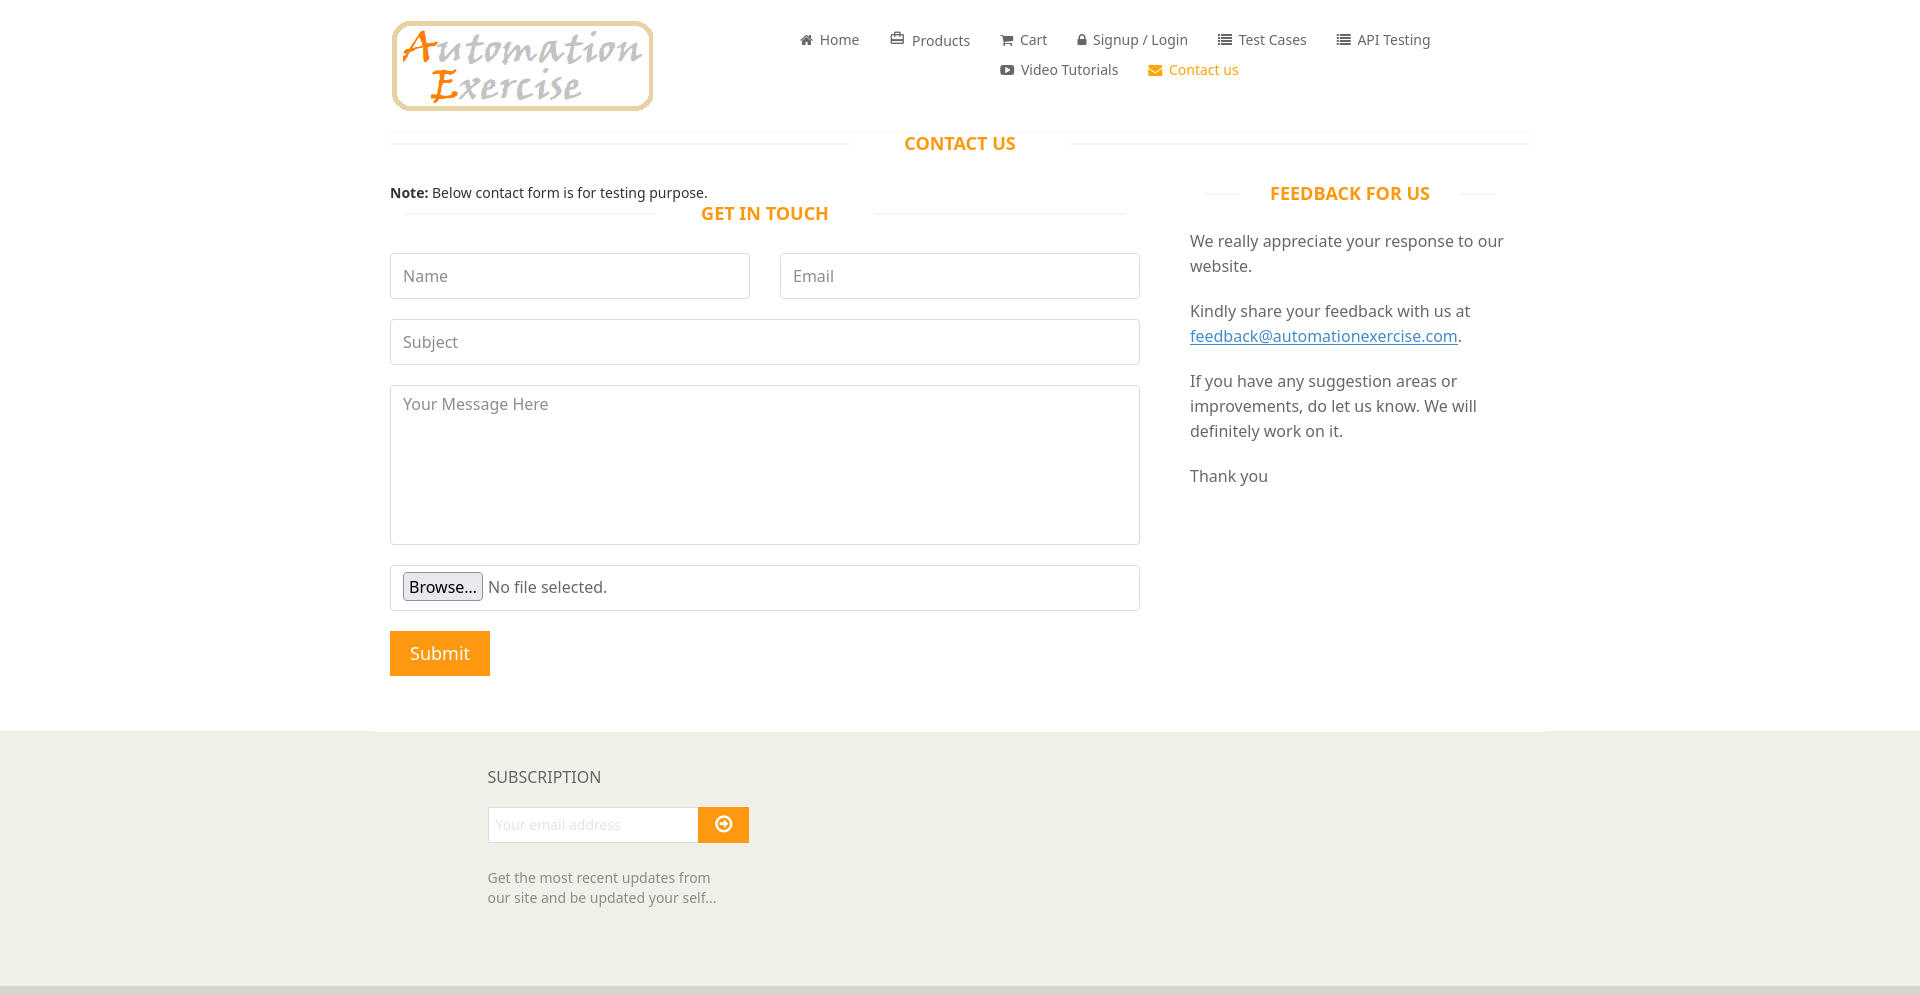 Automation
Exercise
Home
Products
Cart
Signup / Login
Test Cases
API Testing
Video Tutorials
Contact us
CONTACT US
Note: Below contact form is for testing purpose.
GET IN TOUCH
Name
Email
Subject
Your Message Here
Browse... No file selected.
Submit
FEEDBACK FOR US
We really appreciate your response to our
website.
Kindly share your feedback with us at
feedback@automationexercise.com.
If you have any suggestion areas or
improvements, do let us know. We will
definitely work on it.
Thank you
SUBSCRIPTION
Your email address
Get the most recent updates from
our site and be updated your self...